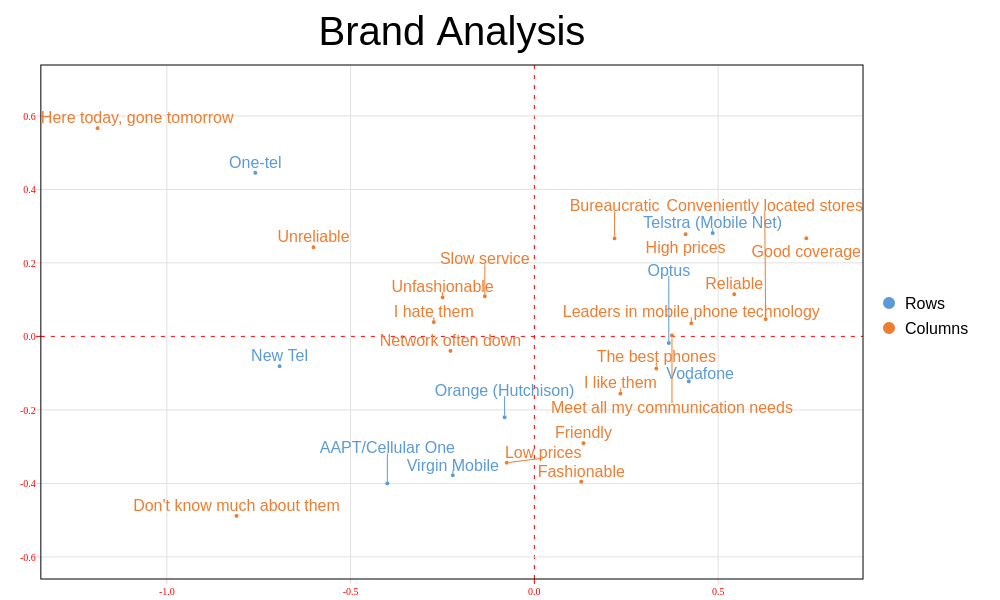 Brand Analysis
0.6
Here today, gone tomorrow
One-tel
0.4
Bureaucratic
Conveniently located stores
Telstra (Mobile Net)
Unreliable
High prices
Good coverage
Slow service
0.2
Optus
Unfashionable
Reliable
Rows
I hate them
Leaders in mobile phone technology
Columns
0.0
Network often down
New Tel
The best phones
Vodafone
I like them
Orange (Hutchison)
-0.2
Meet all my communication needs
Friendly
AAPT/Cellular One
Low prices
Virgin Mobile
Fashionable
-0.4
Don't know much about them
-0.6
-1.0
-0.5
0.0
0.5